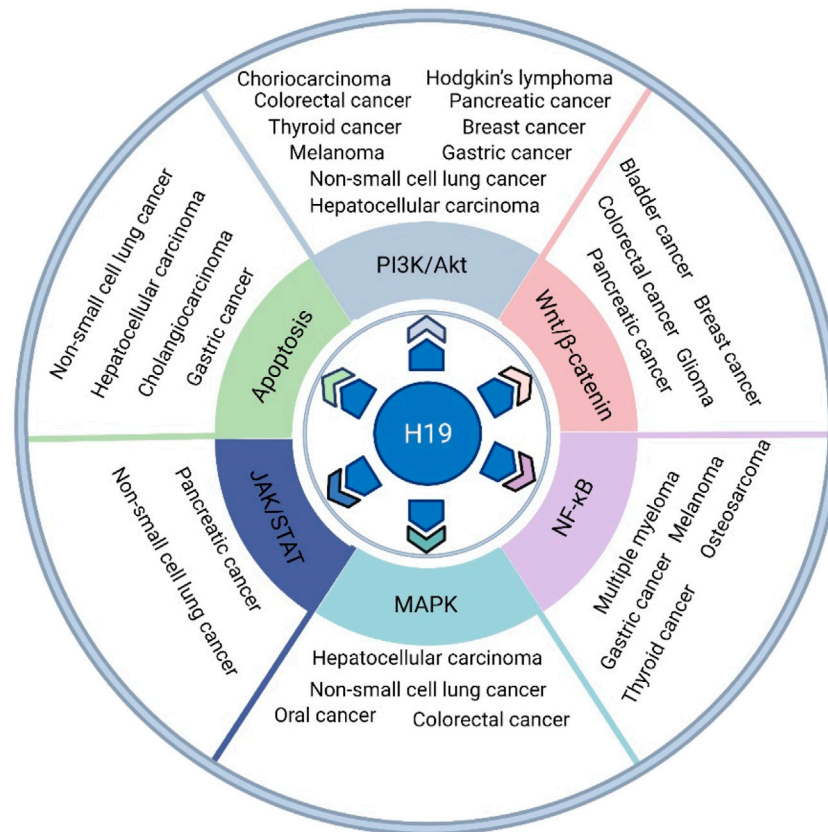 Choriocarcinoma
Hodgkin's lymphoma
Colorectal cancer
Pancreatic cancer
Thyroid cancer
Breast cancer
Melanoma
Gastric cancer
Non-small cell lung cancer
Hepatocellular carcinoma
PI3K/Akt
Bladder cancer
Colorectal cancer
Breast cancer
Pancreatic cancer
Glioma
Wnt/β-catenin
Multiple myeloma
Melanoma
Osteosarcoma
Gastric cancer
Thyroid cancer
NF-κB
MAPK
Hepatocellular carcinoma
Non-small cell lung cancer
Oral cancer
Colorectal cancer
JAK/STAT
Pancreatic cancer
Non-small cell lung cancer
Apoptosis
Non-small cell lung cancer
Hepatocellular carcinoma
Cholangiocarcinoma
Gastric cancer
H19